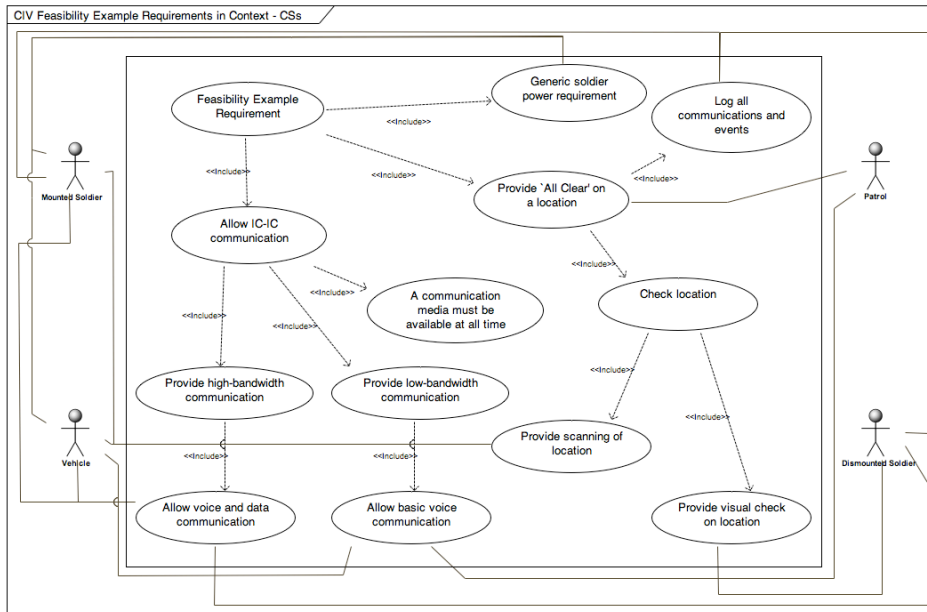 CIV Feasibility Example Requirements in Context - CSs
Generic soldier
power requirement
Feasibility Example
Requirement
Log all
communications and
events
<<Include>>
<<Include>>
<<Include>>
<<Include>>
Mounted Soldier
Patrol
Provide `All Clear' on
a location
Allow IC-IC
communication
<<Include>>
<<Include>>
A communication
media must be
available at all time
Check location
<<Include>>
<<Include>>
Provide high-bandwidth
communication
Provide low-bandwidth
communication
<<Include>>
<<Include>>
Provide scanning of
location
Vehicle
Dismounted Soldier
<<Include>>
<<Include>>
Allow voice and data
communication
Allow basic voice
communication
Provide visual check
on location